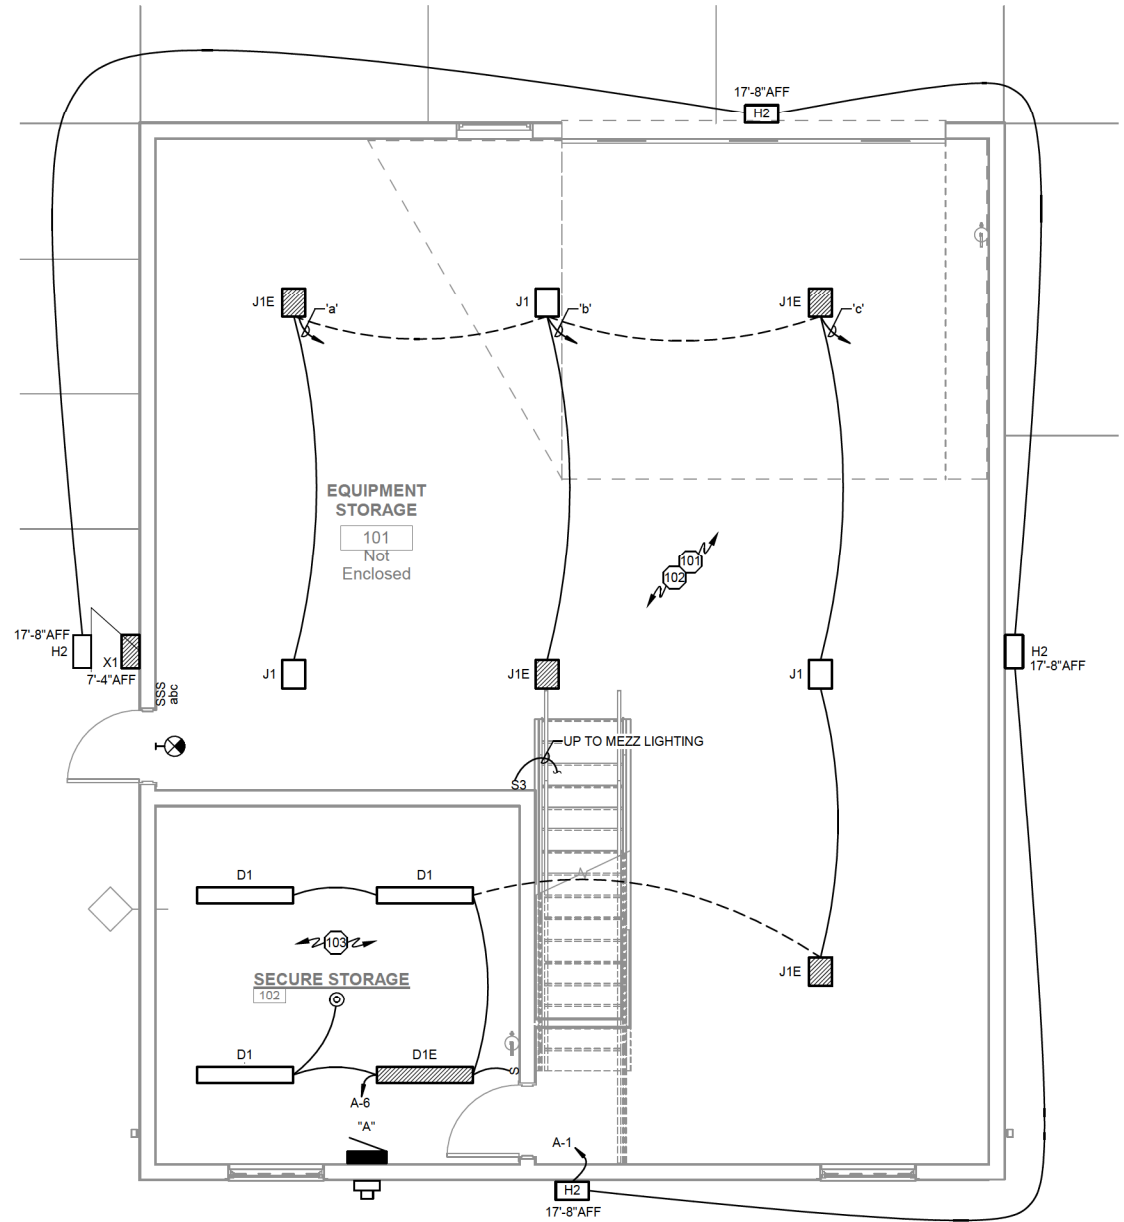 17'-8"AFF
H2
J1E
'a'
J1
'b'
J1E
'c'
EQUIPMENT
STORAGE
101
Not
Enclosed
101
102
17'-8"AFF
H2
X1
7'-4"AFF
H2
17'-8"AFF
J1
J1E
J1
SSS
abc
UP TO MEZZ LIGHTING
S3
D1
D1
103
SECURE STORAGE
102
J1E
D1
D1E
S
A-6
"A"
A-1
H2
17'-8"AFF